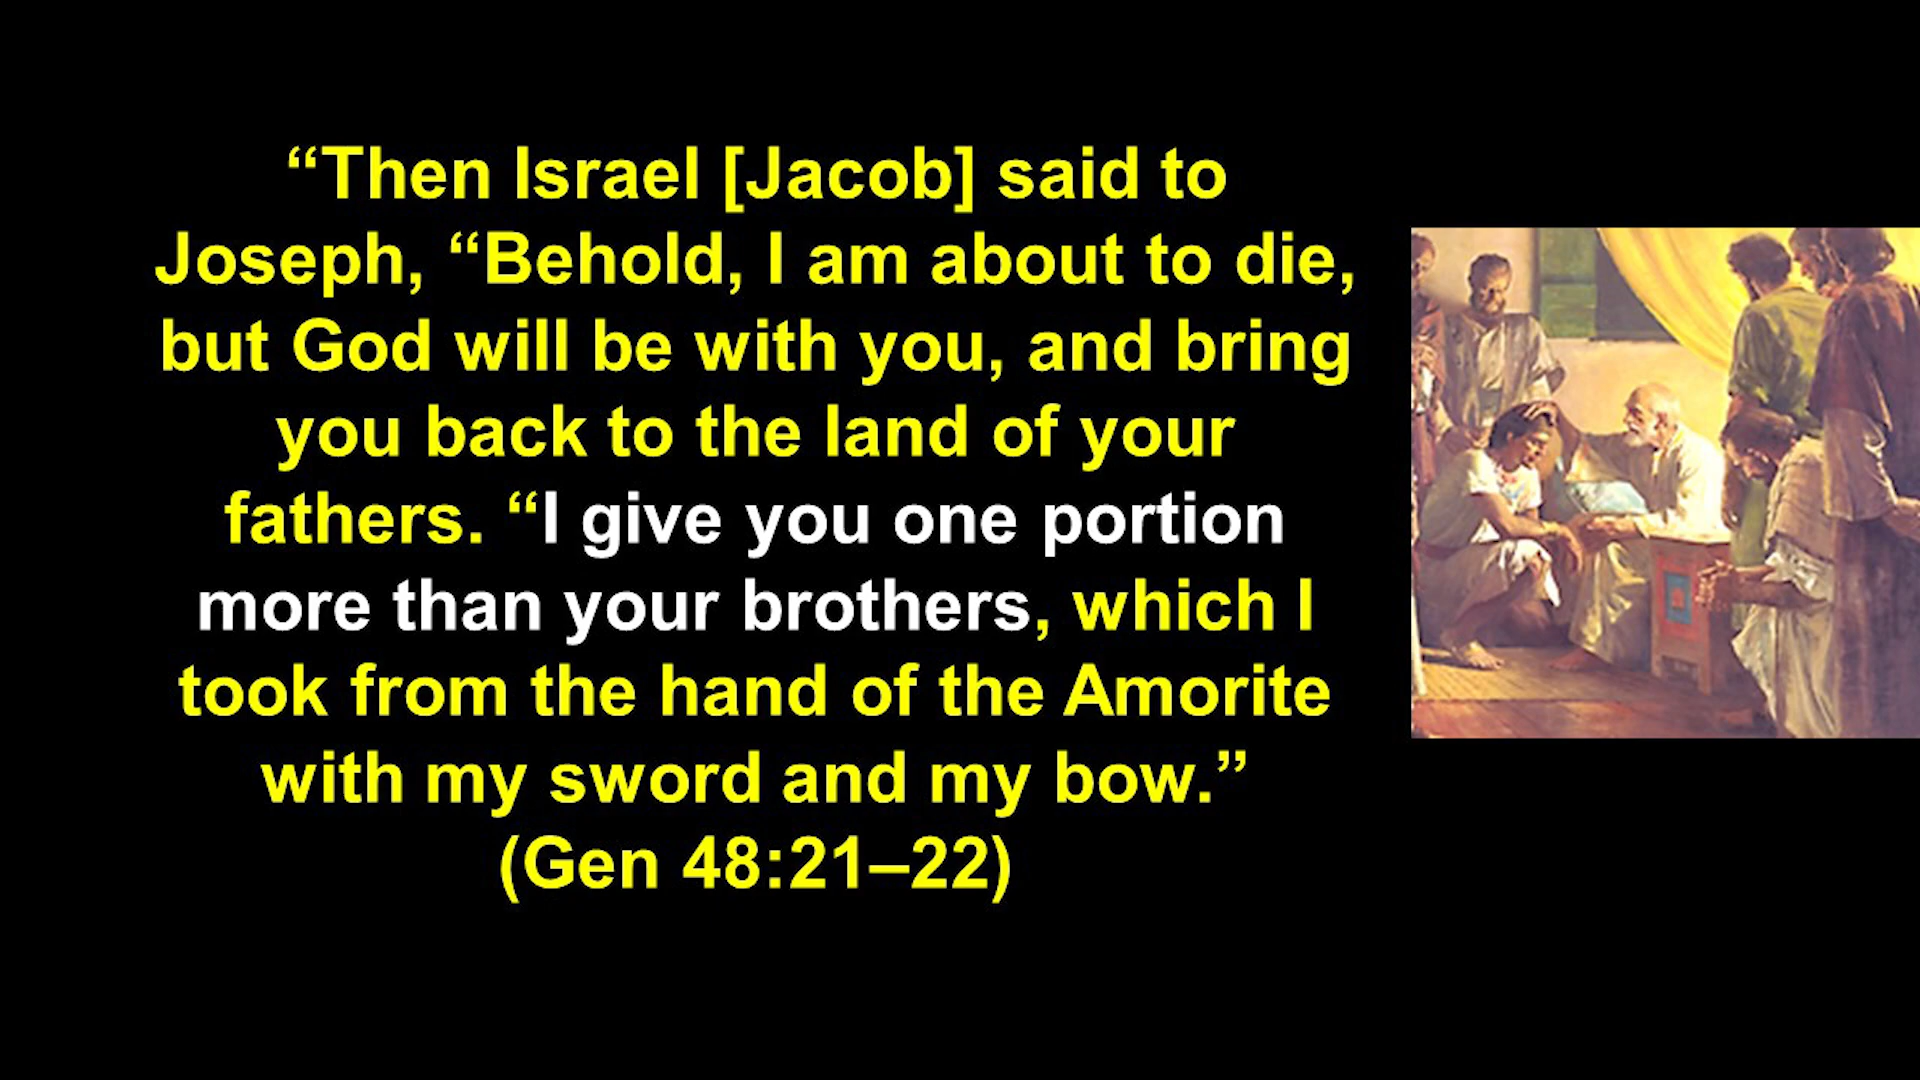 “Then Israel [Jacob] said to
Joseph, “Behold, I am about to die,
but God will be with you, and bring
you back to the land of your
fathers. “I give you one portion
more than your brothers, which I
took from the hand of the Amorite
with my sword and my bow.”
(Gen 48:21–22)